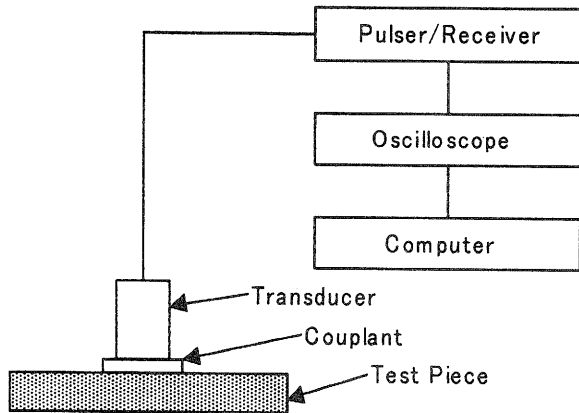 Pulser/Receiver
Oscilloscope
Computer
Transducer
Couplant
Test Piece